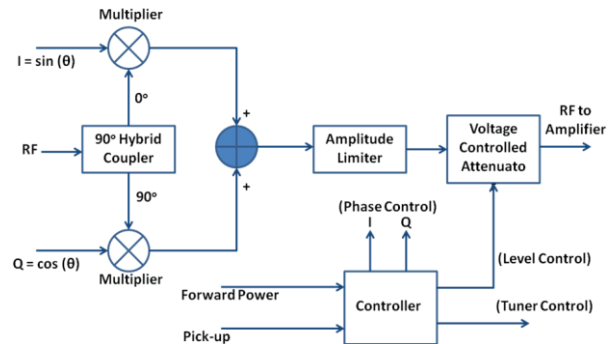 Multiplier
I = sin (θ)
0°
RF
90° Hybrid
Coupler
90°
Q = cos (θ)
Multiplier
+
+
Amplitude
Limiter
Voltage
Controlled
Attenuato
RF to
Amplifier
(Phase Control)
I Q
(Level Control)
Forward Power
Controller
(Tuner Control)
Pick-up